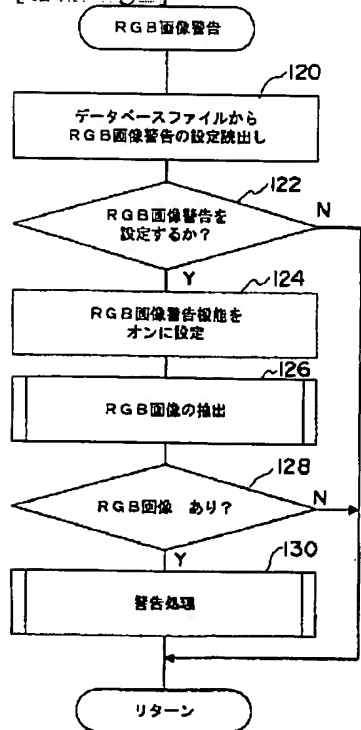 RGB画像警告
120
データベースファイルから
RGB画像警告の設定読出し
122
RGB画像警告を
設定するか？
N
Y
124
RGB画像警告機能を
オンに設定
126
RGB画像の抽出
128
RGB画像 あり？
N
Y
130
警告処理
リターン